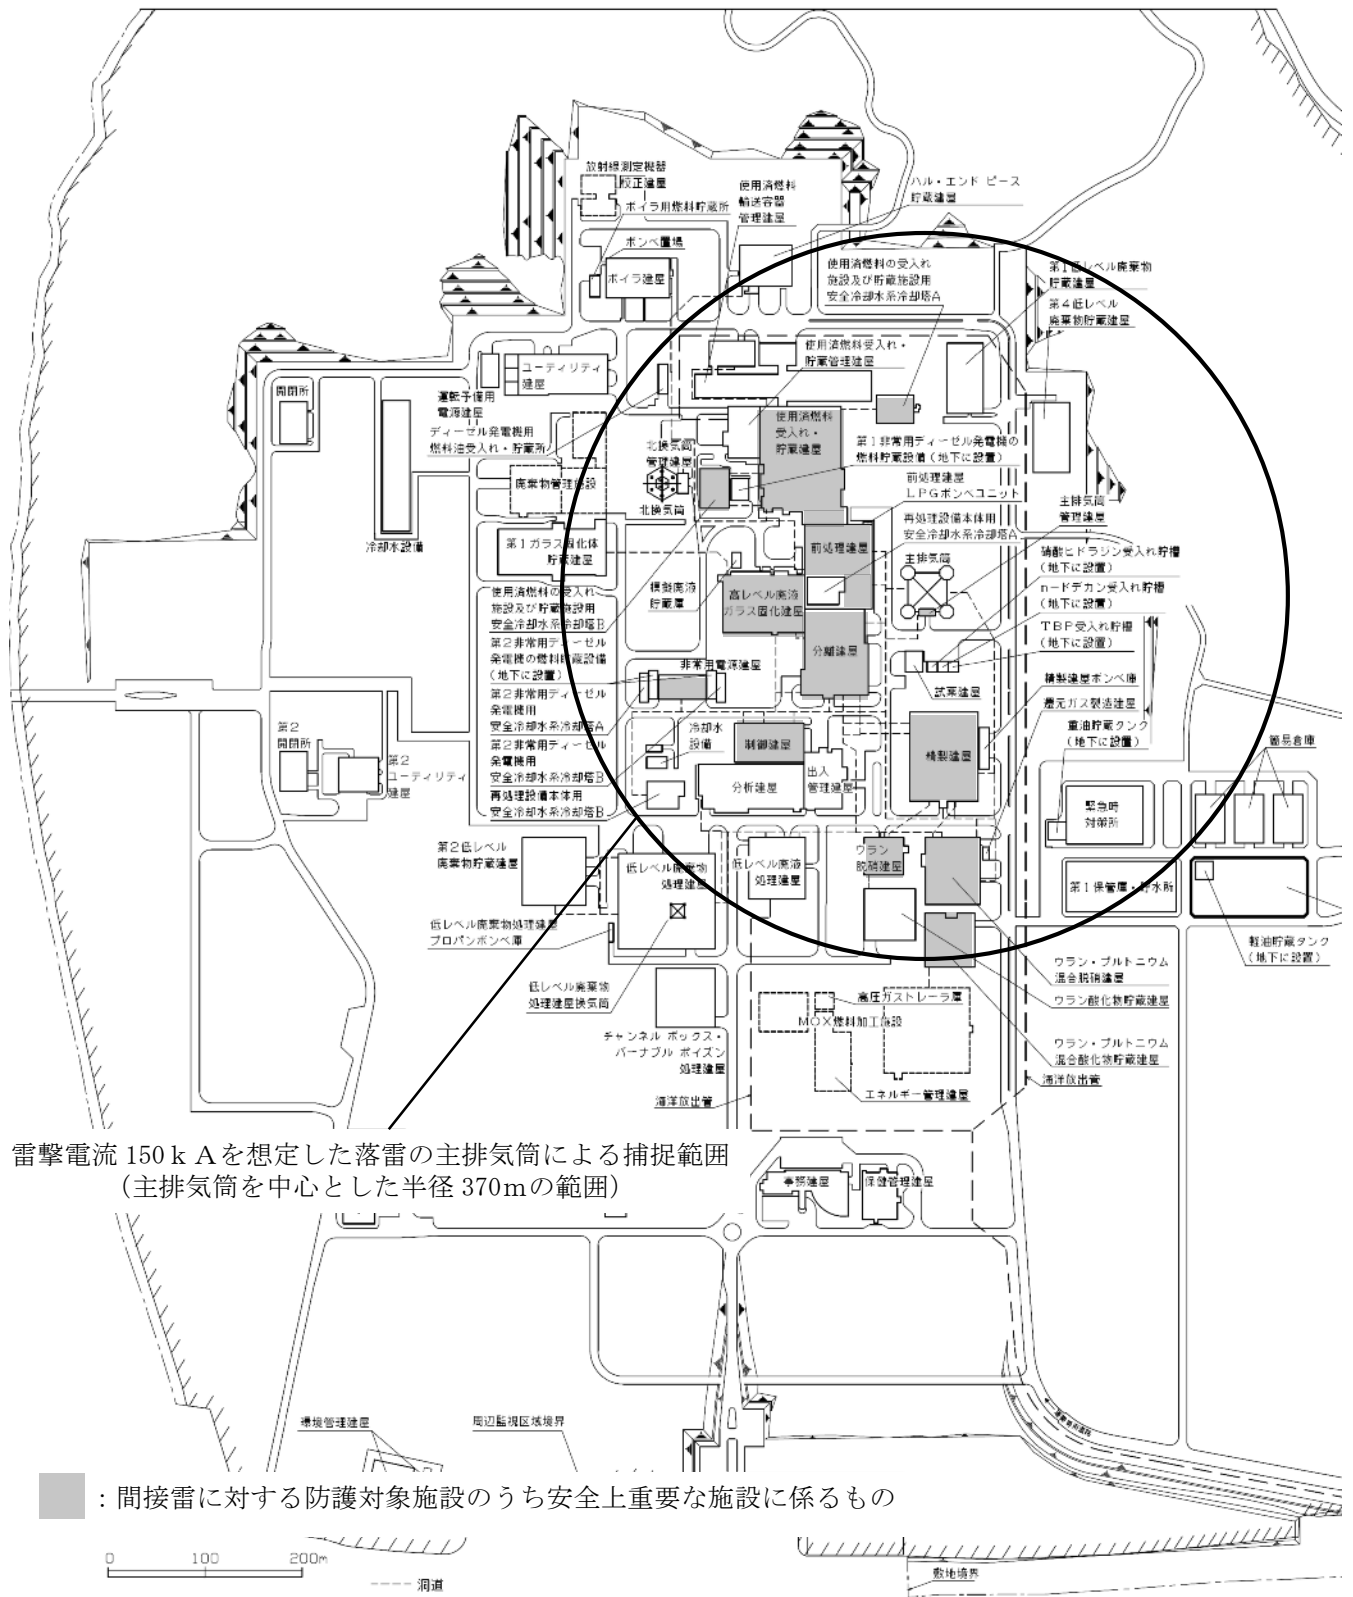 放射線測定機器
校正建屋
ボイラ用燃料貯蔵所
使用済燃料
輸送容器
管理建屋
ハル・エンド ピース
貯蔵建屋
ボンベ置場
ボイラ建屋
使用済燃料の受入れ
施設及び貯蔵施設用
安全冷却水系冷却塔A
第1低レベル廃棄物
貯蔵建屋
第4低レベル
廃棄物貯蔵建屋
使用済燃料受入れ・
貯蔵管理建屋
ユーティリティ
建屋
開閉所
運転予備用
電源建屋
ディーゼル発電機用
燃料油受入れ・貯蔵所
使用済燃料
受入れ・
貯蔵建屋
北換気筒
管理建屋
第1非常用ディーゼル発電機の
燃料貯蔵設備(地下に設置)
廃棄物管理施設
北換気筒
前処理建屋
LPGボンベユニット
主排気筒
管理建屋
再処理設備本体用
安全冷却水系冷却塔A
冷却水設備
第1ガラス固化体
貯蔵建屋
前処理建屋
主排気筒
硝酸ヒドラジン受入れ貯槽
(地下に設置)
n-ドデカン受入れ貯槽
(地下に設置)
TBP受入れ貯槽
(地下に設置)
模擬廃液
貯蔵庫
高レベル廃液
ガラス固化建屋
使用済燃料の受入れ
施設及び貯蔵施設用
安全冷却水系冷却塔B
第2非常用ディーゼル
発電機の燃料貯蔵設備
(地下に設置)
非常用電源建屋
分離建屋
試薬建屋
精製建屋ボンベ庫
還元ガス製造建屋
第2非常用ディーゼル
発電機用
安全冷却水系冷却塔A
重油貯蔵タンク
(地下に設置)
簡易倉庫
第2
開閉所
第2
ユーティリティ
建屋
第2非常用ディーゼル
発電機用
安全冷却水系冷却塔B
冷却水
設備
制御建屋
精製建屋
再処理設備本体用
安全冷却水系冷却塔B
分析建屋
出入
管理建屋
緊急時
対策所
第2低レベル
廃棄物貯蔵建屋
低レベル廃棄物
処理建屋
低レベル廃液
処理建屋
ウラン
脱硝建屋
第1保管庫・貯水所
低レベル廃棄物処理建屋
プロパンボンベ庫
軽油貯蔵タンク
(地下に設置)
ウラン・プルトニウム
混合脱硝建屋
ウラン酸化物貯蔵建屋
低レベル廃棄物
処理建屋換気筒
高圧ガストレーラ庫
MOX燃料加工施設
チャンネル ボックス・
バーナブル ポイズン
処理建屋
ウラン・プルトニウム
混合酸化物貯蔵建屋
海洋放出管
エネルギー管理建屋
海洋放出管
雷撃電流 150kAを想定した落雷の主排気筒による捕捉範囲
(主排気筒を中心とした半径 370mの範囲)
事務建屋
保健管理建屋
環境管理建屋
周辺監視区域境界
:間接雷に対する防護対象施設のうち安全上重要な施設に係るもの
0 100 200m
洞道
敷地境界